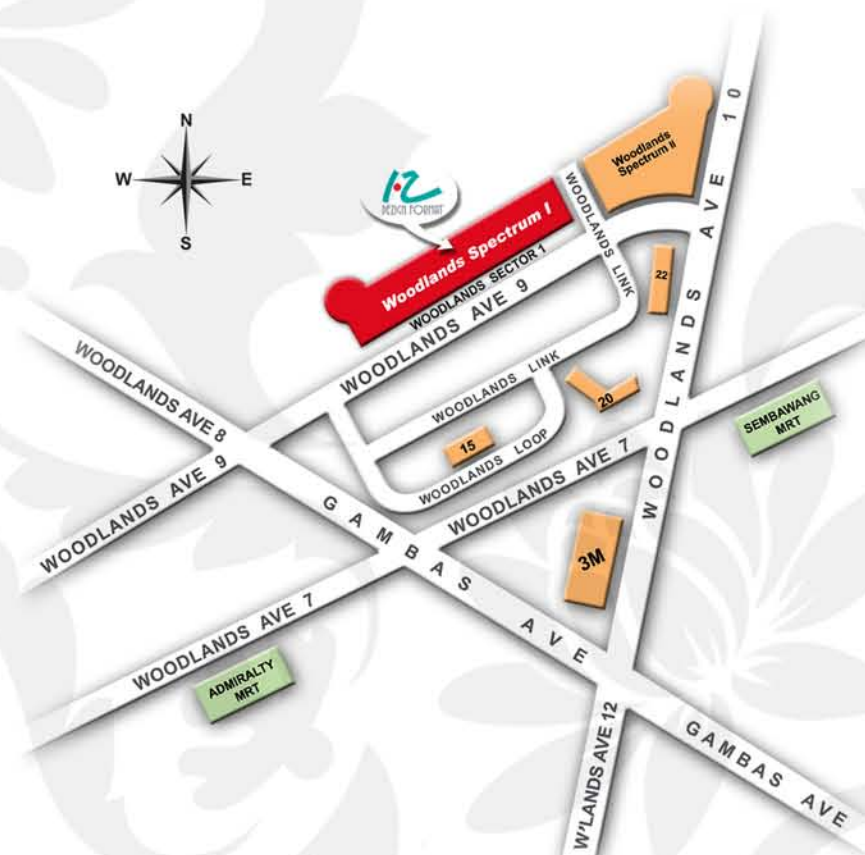 N
W E
S
DEZIGN FORMAT
Woodlands Spectrum I
WOODLANDS SECTOR 1
Woodlands
Spectrum II
WOODLANDS AVE 10
WOODLANDS LINK
22
WOODLANDS AVE 9
WOODLANDS AVE 8
WOODLANDS LINK
20
SEMBAWANG
MRT
15
WOODLANDS LOOP
WOODLANDS AVE 7
WOODLANDS AVE 9
GAMBAS AVE
3M
WOODLANDS AVE 7
ADMIRALTY
MRT
W'LANDS AVE 12
GAMBAS AVE